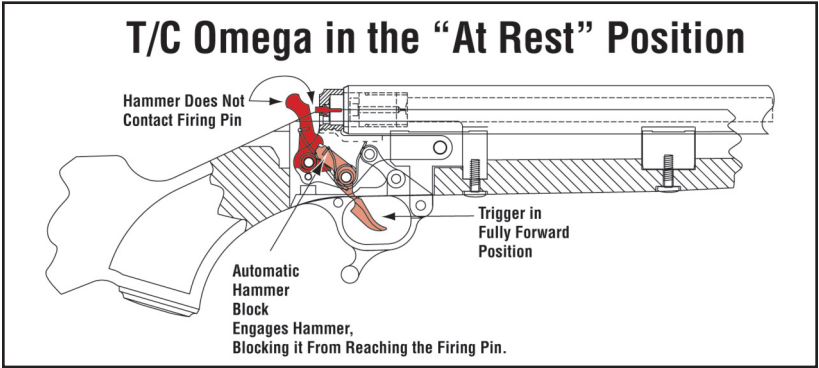 T/C Omega in the “At Rest” Position
Hammer Does Not
Contact Firing Pin
Trigger in
Fully Forward
Position
Automatic
Hammer
Block
Engages Hammer,
Blocking it From Reaching the Firing Pin.